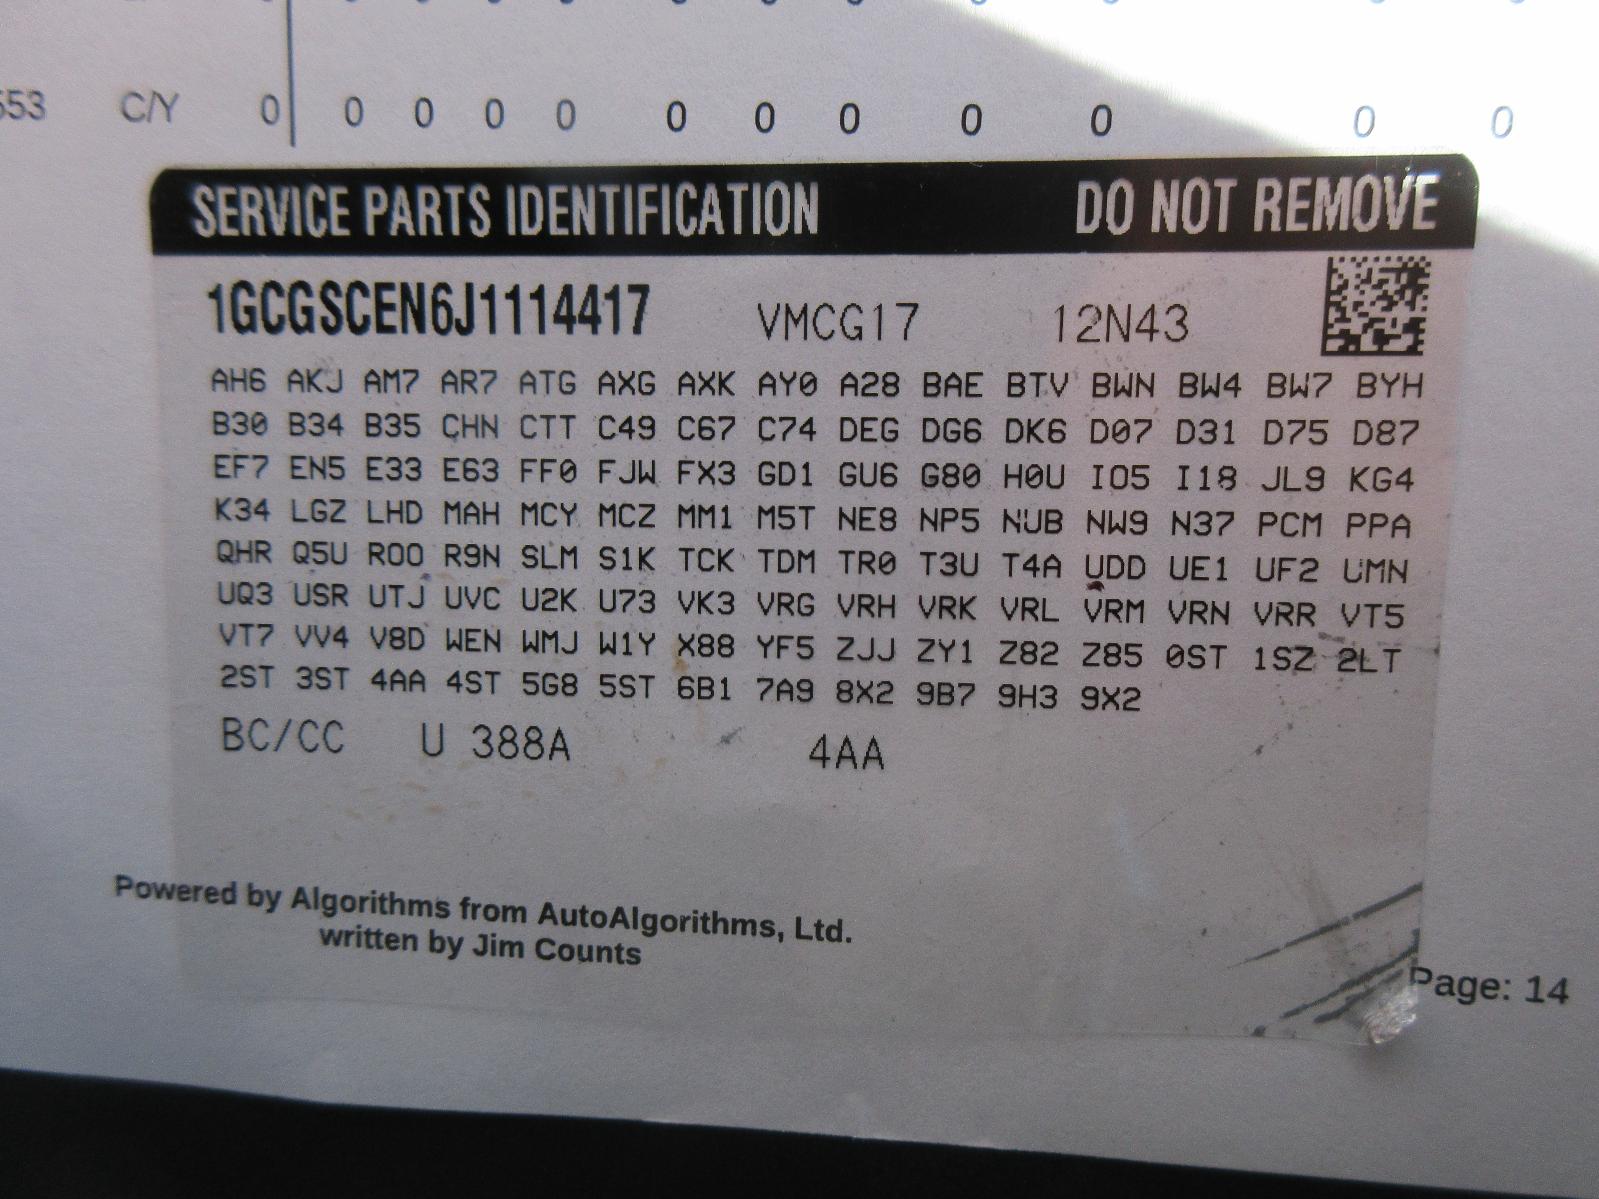 553 C/Y 0 0 0 0 0 0 0 0 0 0 0 0
SERVICE PARTS IDENTIFICATION DO NOT REMOVE
1GCGSCEN6J1114417 VMCG17 12N43
AH6 AKJ AM7 AR7 ATG AXG AXK AY0 A28 BAE BTV BWN BW4 BW7 BYH
B30 B34 B35 CHN CTT C49 C67 C74 DEG DG6 DK6 D07 D31 D75 D87
EF7 EN5 E33 E63 FF0 FJW FX3 GD1 GU6 G80 H0U IO5 I18 JL9 KG4
K34 LGZ LHD MAH MCY MCZ MM1 M5T NE8 NP5 NUB NW9 N37 PCM PPA
QHR Q5U ROO R9N SLM S1K TCK TDM TR0 T3U T4A UDD UE1 UF2 UMN
UQ3 USR UTJ UVC U2K U73 VK3 VRG VRH VRK VRL VRM VRN VRR VT5
VT7 VV4 V8D WEN WMJ W1Y X88 YF5 ZJJ ZY1 Z82 Z85 0ST 1SZ 2LT
2ST 3ST 4AA 4ST 5G8 5ST 6B1 7A9 8X2 9B7 9H3 9X2
BC/CC U 388A 4AA
Powered by Algorithms from AutoAlgorithms, Ltd.
written by Jim Counts
Page: 14